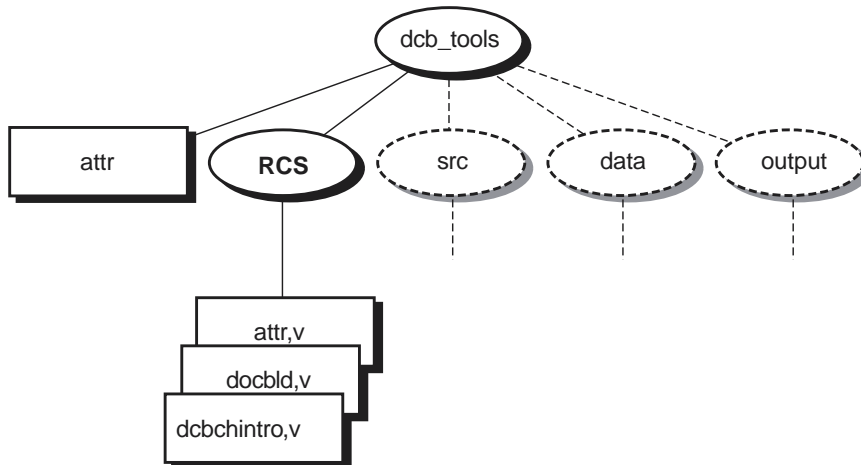 dcb_tools
attr
RCS
src
data
output
attr,v
docbld,v
dcbchintro,v